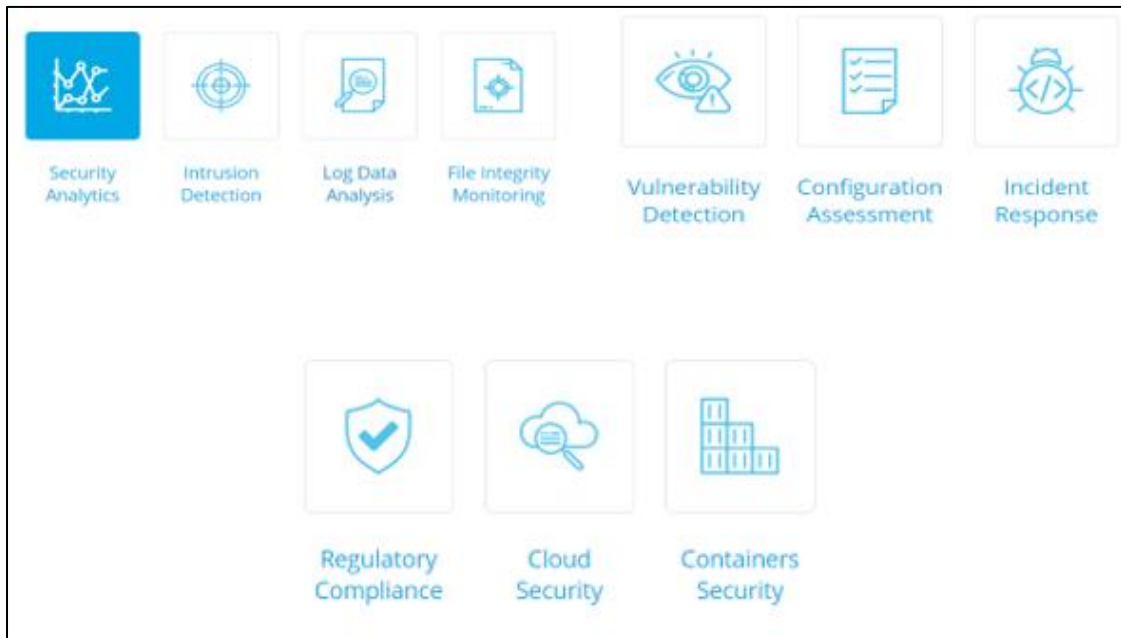 Security
Analytics
Intrusion
Detection
Log Data
Analysis
File Integrity
Monitoring
Vulnerability
Detection
Configuration
Assessment
Incident
Response
Regulatory
Compliance
Cloud
Security
Containers
Security